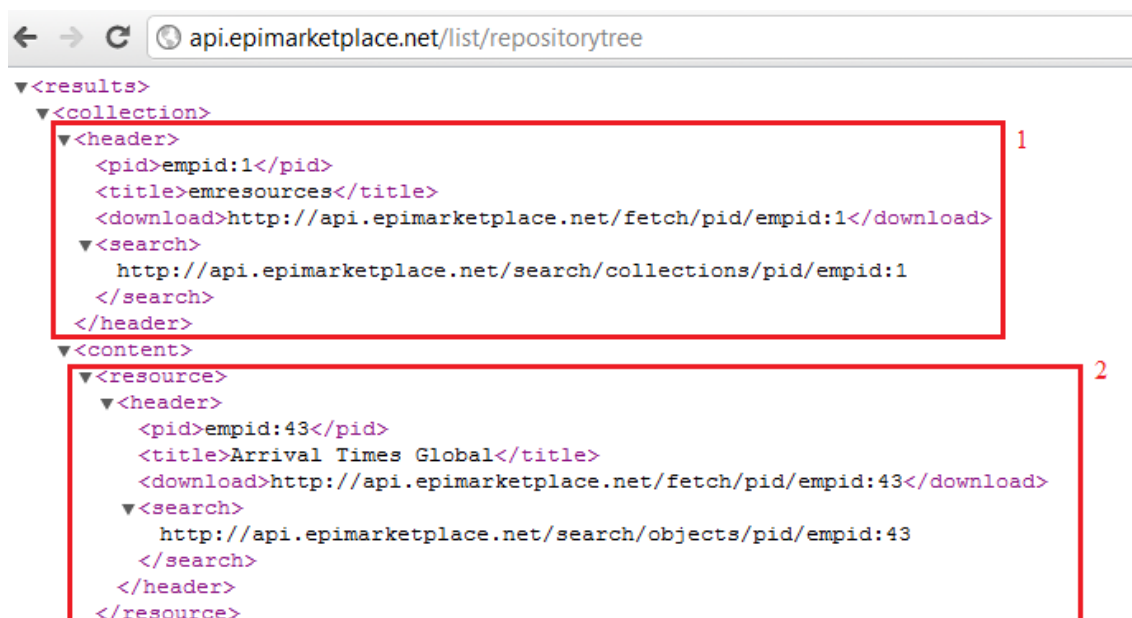 api.epimarketplace.net/list/repositorytree
▼<results>
▼<collection>
▼<header>
1
<pid>empid:1</pid>
<title>emresources</title>
<download>http://api.epimarketplace.net/fetch/pid/empid:1</download>
▼<search>
http://api.epimarketplace.net/search/collections/pid/empid:1
</search>
</header>
▼<content>
▼<resource>
2
▼<header>
<pid>empid:43</pid>
<title>Arrival Times Global</title>
<download>http://api.epimarketplace.net/fetch/pid/empid:43</download>
▼<search>
http://api.epimarketplace.net/search/objects/pid/empid:43
</search>
</header>
</resource>